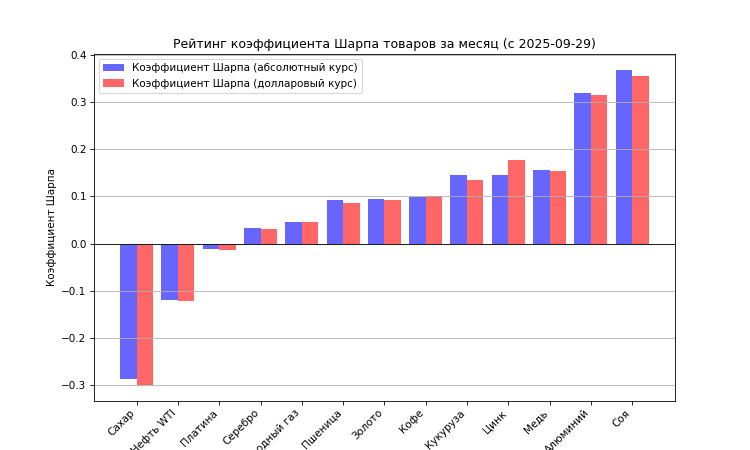 Рейтинг коэффициента Шарпа товаров за месяц (с 2025-09-29)
Коэффициент Шарпа (абсолютный курс)
Коэффициент Шарпа (долларовый курс)
Коэффициент Шарпа
0.4
0.3
0.2
0.1
0.0
−0.1
−0.2
−0.3
Сахар
Нефть WTI
Платина
Серебро
одный газ
Пшеница
Золото
Кофе
Кукуруза
Цинк
Медь
Алюминий
Соя